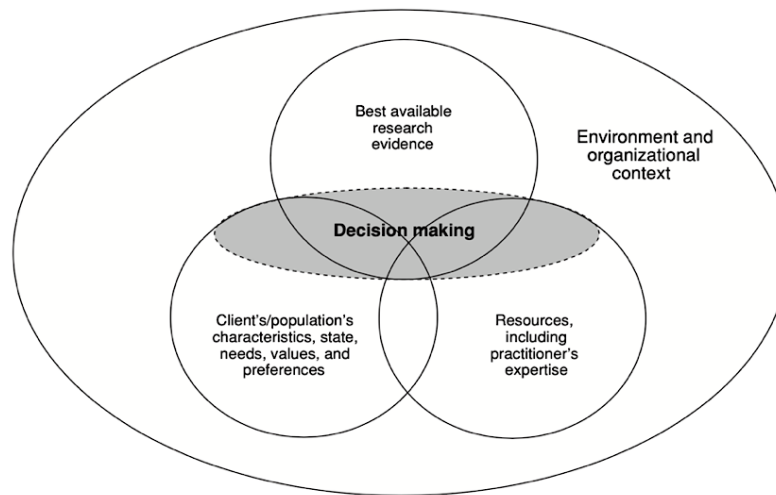 Best available
research
evidence
Environment and
organizational
context
Decision making
Client's/population's
characteristics, state,
needs, values, and
preferences
Resources,
including
practitioner's
expertise